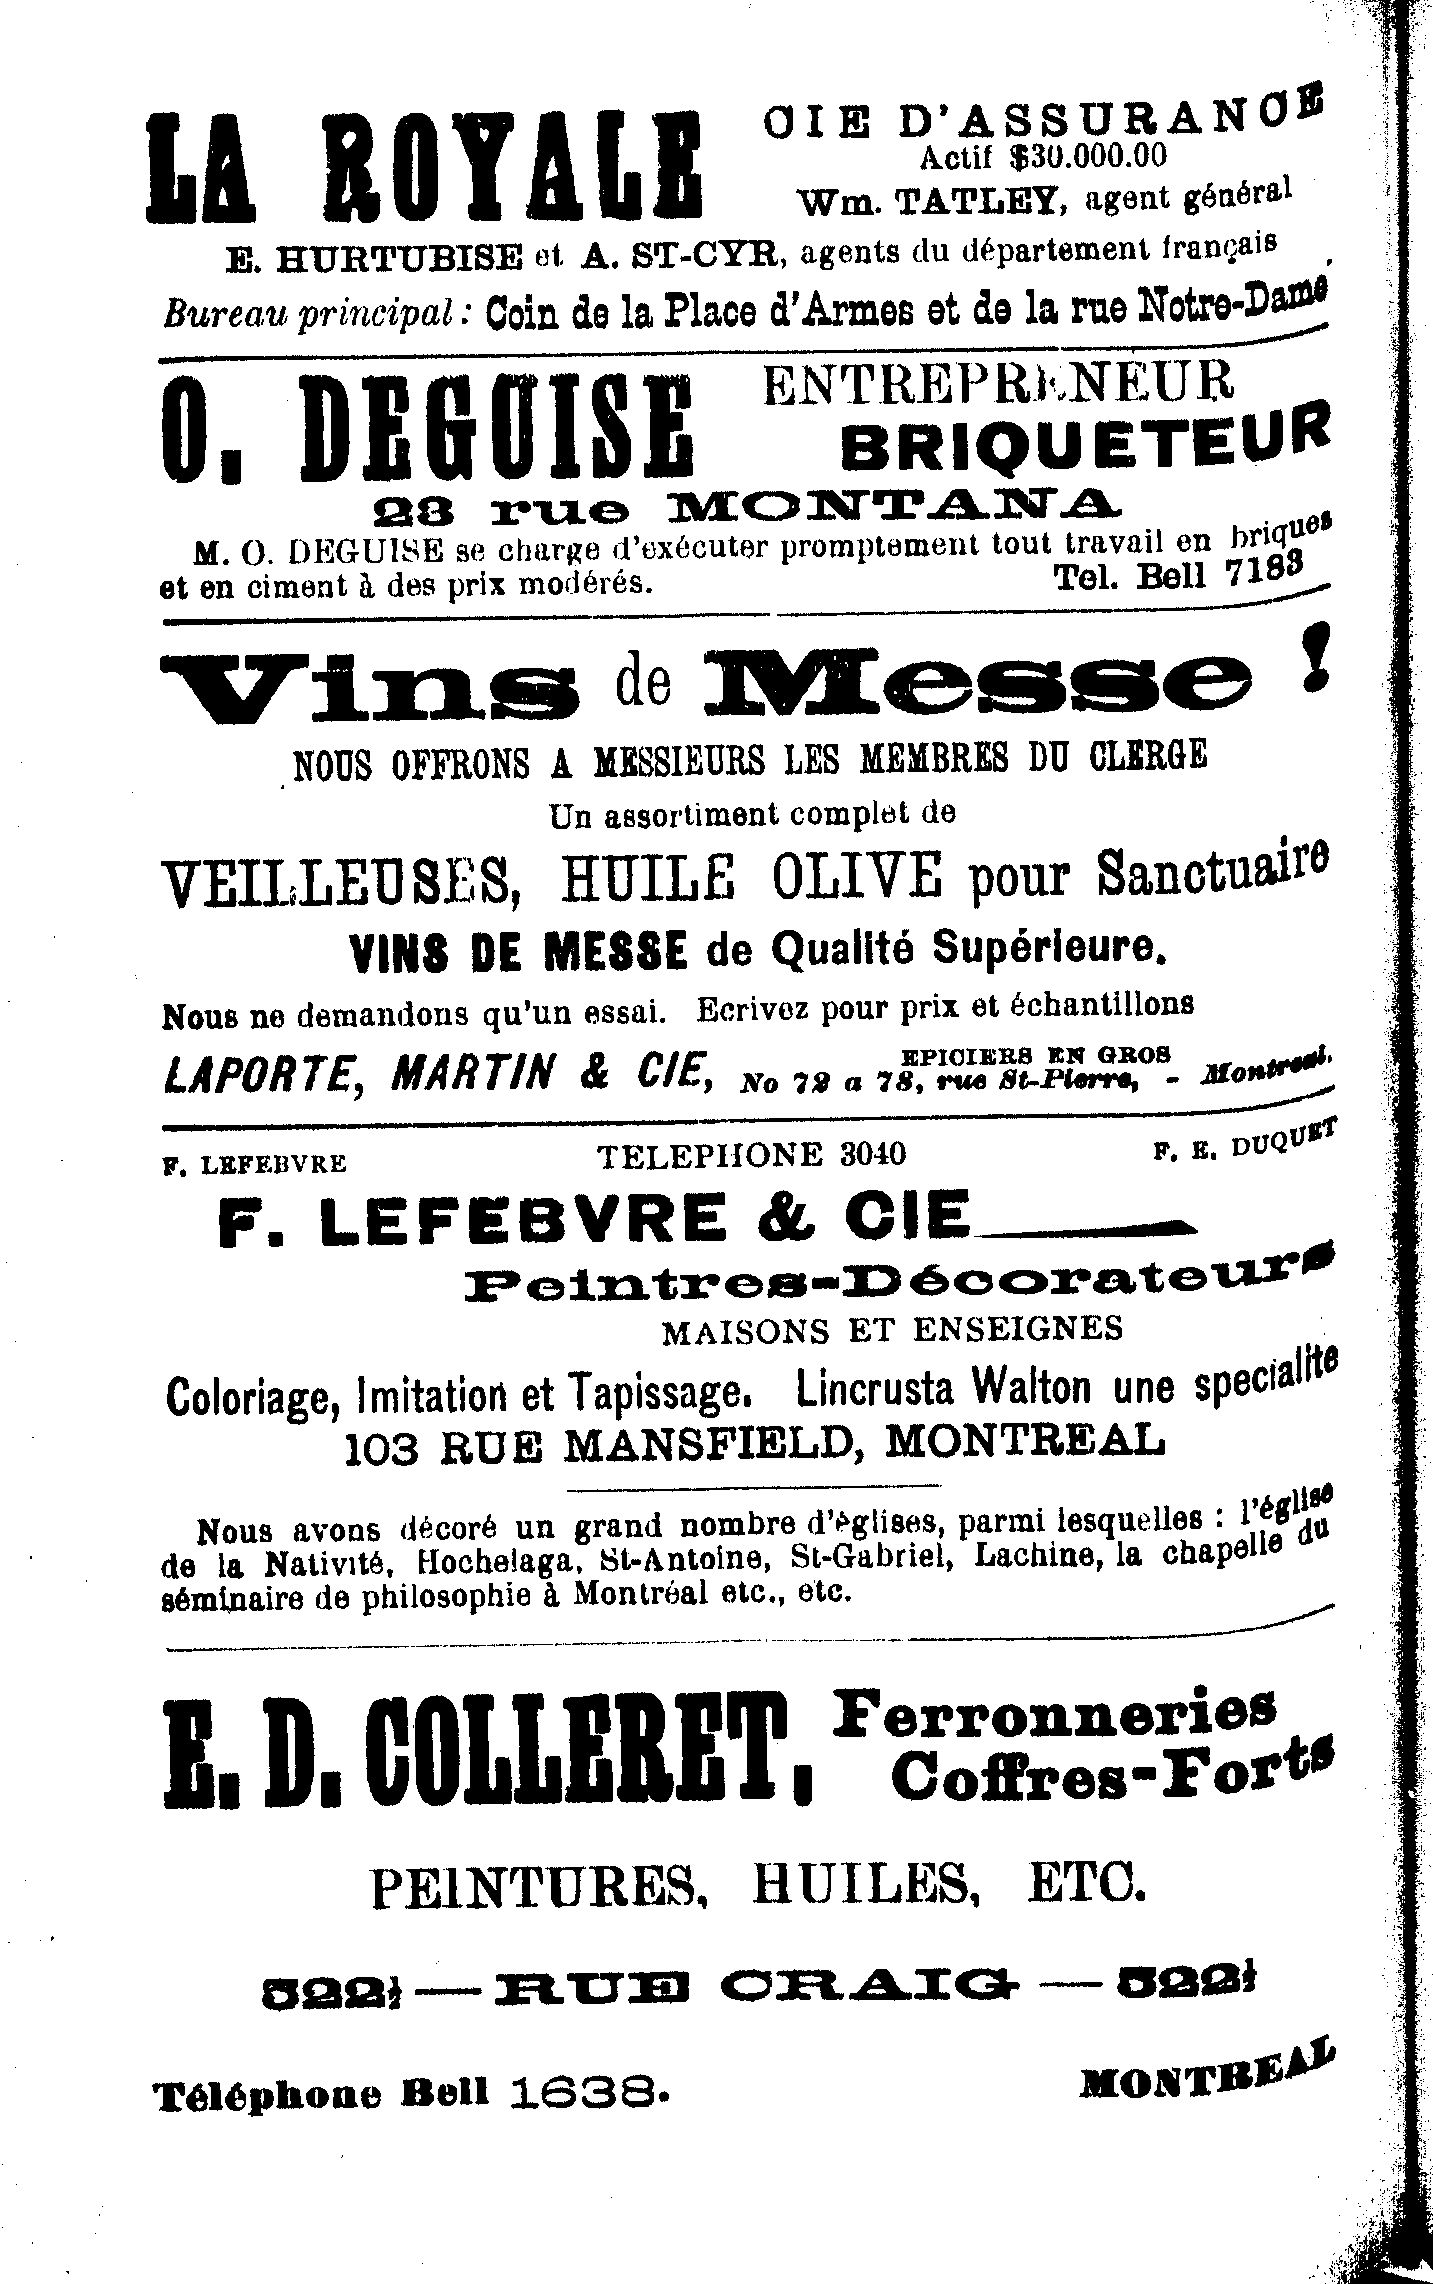 LA ROYALE CIE D'ASSURANCE
Actif $30.000.00
Wm. TATLEY, agent général
E. HURTUBISE et A. ST-CYR, agents du département français
Bureau principal : Coin de la Place d'Armes et de la rue Notre-Dame
O. DEGUISE ENTREPRENEUR
BRIQUETEUR
23 rue MONTANA
M. O. DEGUISE se charge d'exécuter promptement tout travail en briques
et en ciment à des prix modérés. Tel. Bell 7183
Vins de Messe !
NOUS OFFRONS A MESSIEURS LES MEMBRES DU CLERGE
Un assortiment complet de
VEILLEUSES, HUILE OLIVE pour Sanctuaire
VINS DE MESSE de Qualité Supérieure.
Nous ne demandons qu'un essai. Ecrivez pour prix et échantillons
LAPORTE, MARTIN & CIE, EPICIERS EN GROS
No 72 a 78, rue St-Pierre, - Montreal.
F. LEFEBVRE TELEPHONE 3040 F. E. DUQUET
F. LEFEBVRE & CIE
Peintres-Décorateurs
MAISONS ET ENSEIGNES
Coloriage, Imitation et Tapissage. Lincrusta Walton une specialite
103 RUE MANSFIELD, MONTREAL
Nous avons décoré un grand nombre d'èglises, parmi lesquelles : l'église
de la Nativité, Hochelaga, St-Antoine, St-Gabriel, Lachine, la chapelle du
séminaire de philosophie à Montréal etc., etc.
E. D. COLLERET, Ferronneries
Coffres-Forts
PEINTURES, HUILES, ETC.
522½ — RUE CRAIG — 522½
Téléphone Bell 1638. MONTREAL